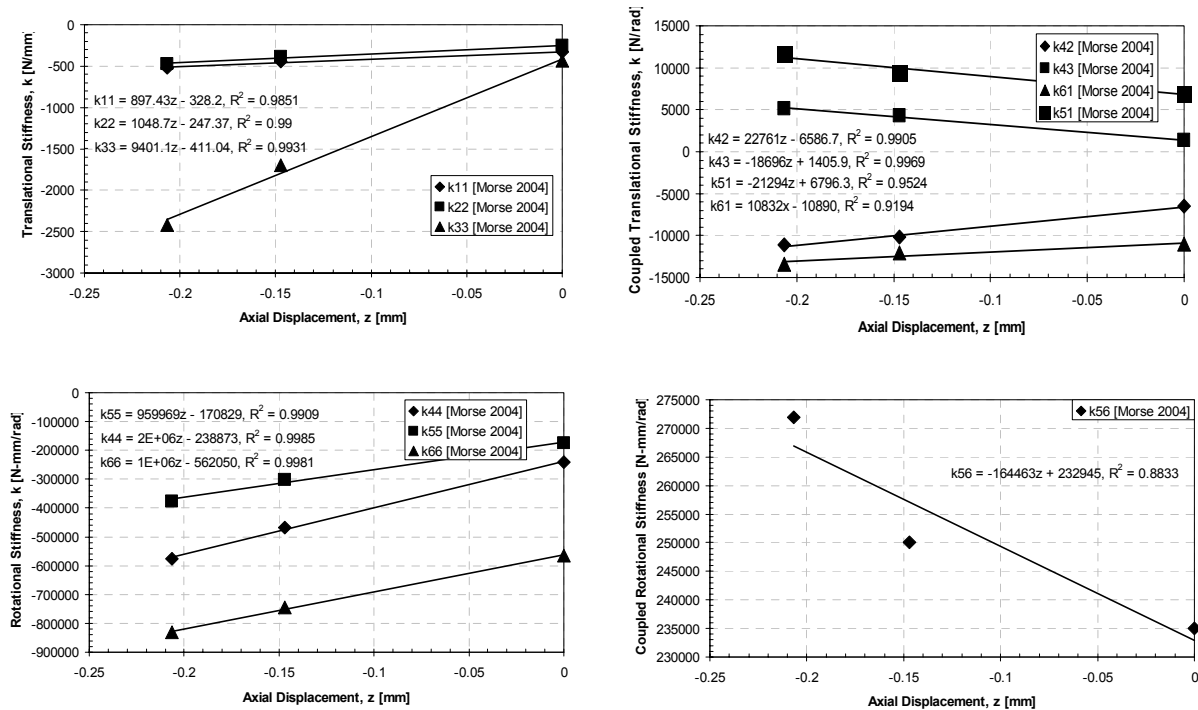 Translational Stiffness, k [N/mm]
0
-500
-1000
-1500
-2000
-2500
-3000
k11 = 897.43z - 328.2, R² = 0.9851
k22 = 1048.7z - 247.37, R² = 0.99
k33 = 9401.1z - 411.04, R² = 0.9931
k11 [Morse 2004]
k22 [Morse 2004]
k33 [Morse 2004]
-0.25 -0.2 -0.15 -0.1 -0.05 0
Axial Displacement, z [mm]
Coupled Translational Stiffness, k [N/rad]
15000
10000
5000
0
-5000
-10000
-15000
k42 [Morse 2004]
k43 [Morse 2004]
k61 [Morse 2004]
k51 [Morse 2004]
k42 = 22761z - 6586.7, R² = 0.9905
k43 = -18696z + 1405.9, R² = 0.9969
k51 = -21294z + 6796.3, R² = 0.9524
k61 = 10832x - 10890, R² = 0.9194
-0.25 -0.2 -0.15 -0.1 -0.05 0
Axial Displacement, z [mm]
Rotational Stiffness, k [N-mm/rad]
0
-100000
-200000
-300000
-400000
-500000
-600000
-700000
-800000
-900000
k55 = 959969z - 170829, R² = 0.9909
k44 = 2E+06z - 238873, R² = 0.9985
k66 = 1E+06z - 562050, R² = 0.9981
k44 [Morse 2004]
k55 [Morse 2004]
k66 [Morse 2004]
-0.25 -0.2 -0.15 -0.1 -0.05 0
Axial Displacement, z [mm]
Coupled Rotational Stiffness [N-mm/rad]
275000
270000
265000
260000
255000
250000
245000
240000
235000
230000
k56 [Morse 2004]
k56 = -164463z + 232945, R² = 0.8833
-0.25 -0.2 -0.15 -0.1 -0.05 0
Axial Displacement, z [mm]